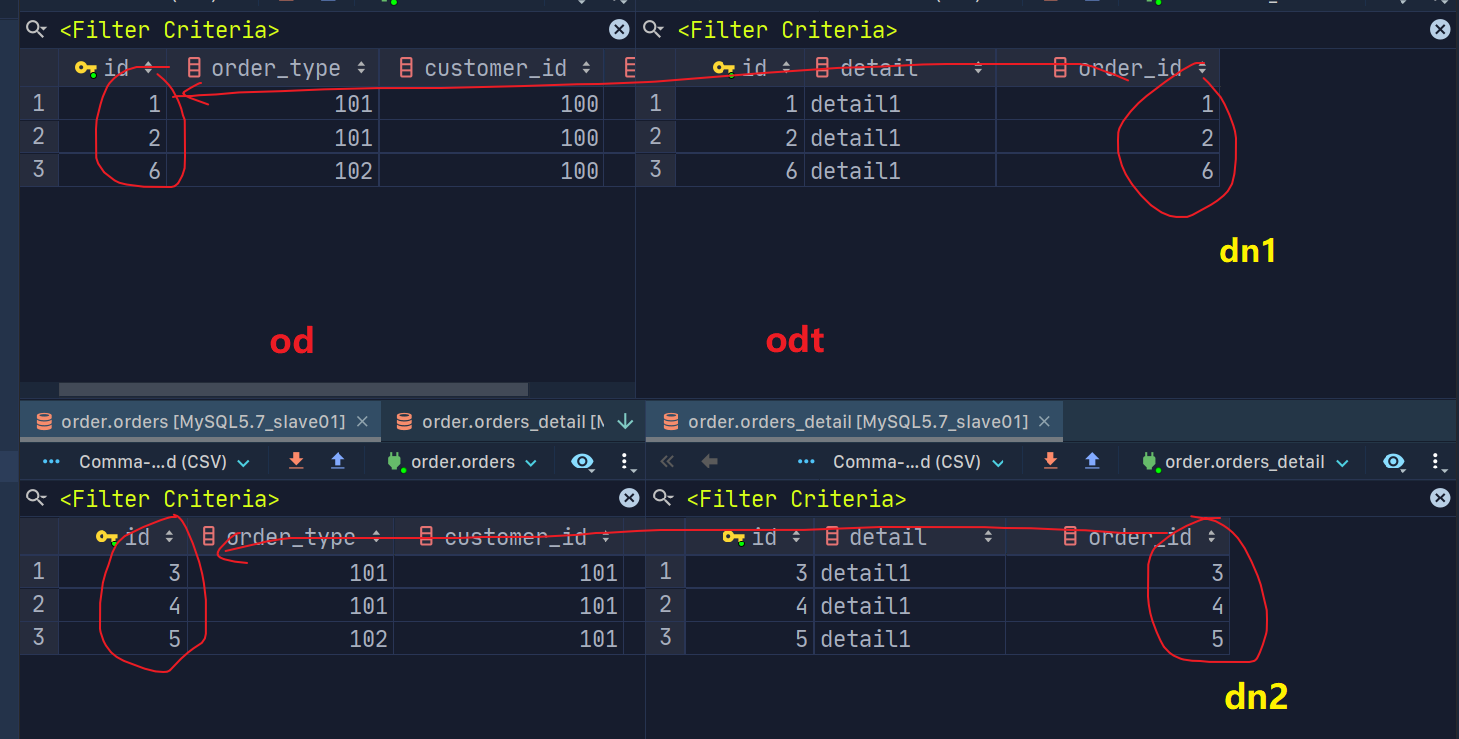 <Filter Criteria> <Filter Criteria>
id order_type customer_id id detail order_id
1 1 101 100 1 1 detail1 1
2 2 101 100 2 2 detail1 2
3 6 102 100 3 6 detail1 6
dn1
od odt
order.orders [MySQL5.7_slave01] order.orders_detail [M order.orders_detail [MySQL5.7_slave01]
Comma-...d (CSV) order.orders Comma-...d (CSV) order.orders_detail
<Filter Criteria> <Filter Criteria>
id order_type customer_id id detail order_id
1 3 101 101 1 3 detail1 3
2 4 101 101 2 4 detail1 4
3 5 102 101 3 5 detail1 5
dn2